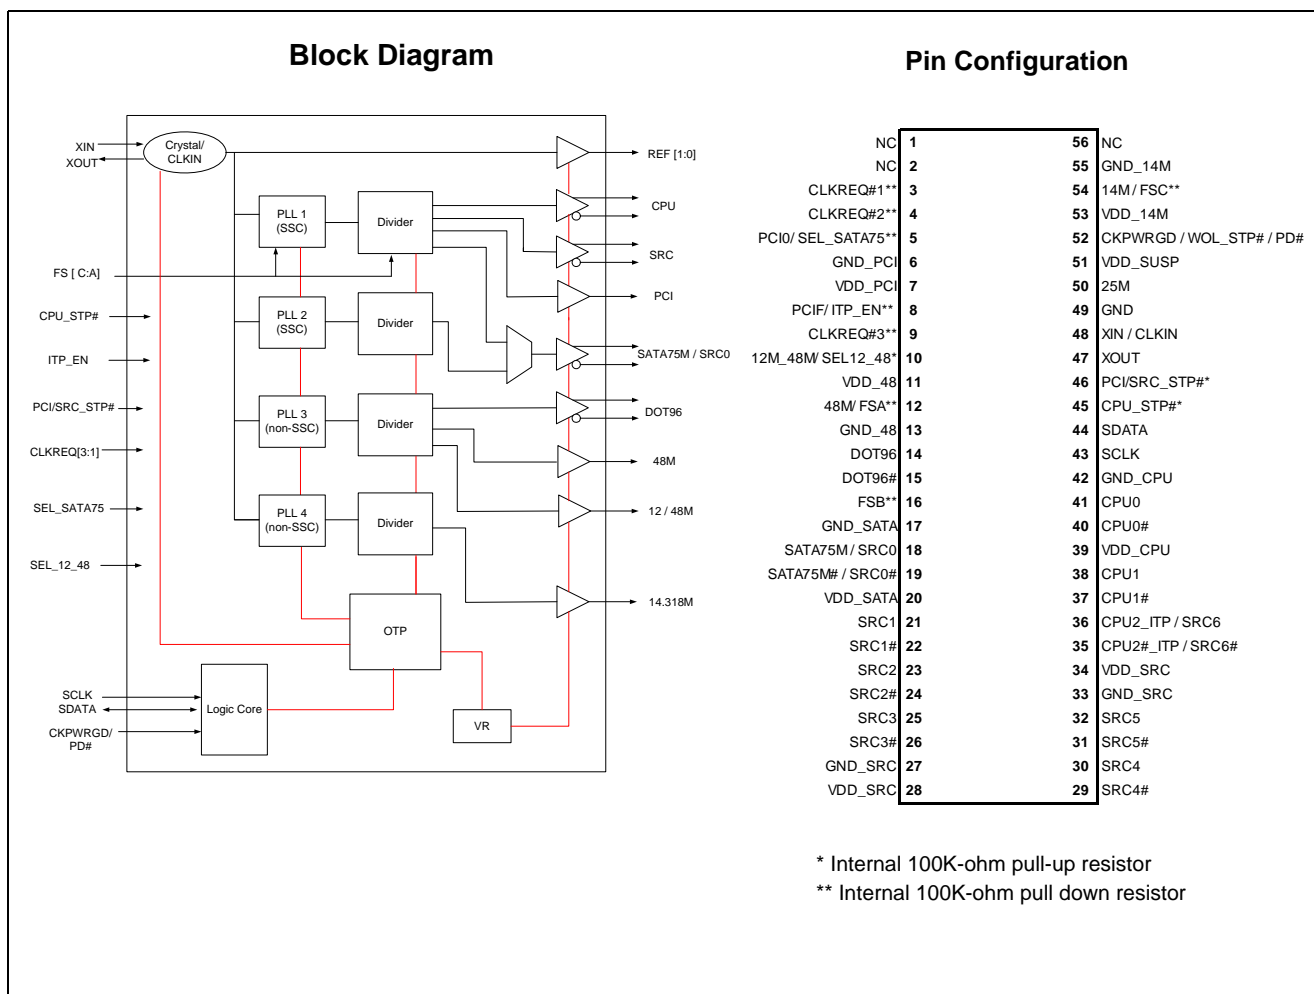 Block Diagram
XIN
XOUT
Crystal/
CLKIN
REF [1:0]
PLL 1
(SSC)
Divider
CPU
SRC
FS [ C:A]
PCI
CPU_STP#
PLL 2
(SSC)
Divider
ITP_EN
SATA75M / SRC0
PCI/SRC_STP#
PLL 3
(non-SSC)
Divider
DOT96
CLKREQ[3:1]
48M
SEL_SATA75
PLL 4
(non-SSC)
Divider
12 / 48M
SEL_12_48
14.318M
OTP
SCLK
SDATA
CKPWRGD/
PD#
Logic Core
VR
Pin Configuration
NC 1 56 NC
NC 2 55 GND_14M
CLKREQ#1** 3 54 14M / FSC**
CLKREQ#2** 4 53 VDD_14M
PCI0/ SEL_SATA75** 5 52 CKPWRGD / WOL_STP# / PD#
GND_PCI 6 51 VDD_SUSP
VDD_PCI 7 50 25M
PCIF/ ITP_EN** 8 49 GND
CLKREQ#3** 9 48 XIN / CLKIN
12M_48M/ SEL12_48* 10 47 XOUT
VDD_48 11 46 PCI/SRC_STP#*
48M/ FSA** 12 45 CPU_STP#*
GND_48 13 44 SDATA
DOT96 14 43 SCLK
DOT96# 15 42 GND_CPU
FSB** 16 41 CPU0
GND_SATA 17 40 CPU0#
SATA75M / SRC0 18 39 VDD_CPU
SATA75M# / SRC0# 19 38 CPU1
VDD_SATA 20 37 CPU1#
SRC1 21 36 CPU2_ITP / SRC6
SRC1# 22 35 CPU2#_ITP / SRC6#
SRC2 23 34 VDD_SRC
SRC2# 24 33 GND_SRC
SRC3 25 32 SRC5
SRC3# 26 31 SRC5#
GND_SRC 27 30 SRC4
VDD_SRC 28 29 SRC4#
* Internal 100K-ohm pull-up resistor
** Internal 100K-ohm pull down resistor